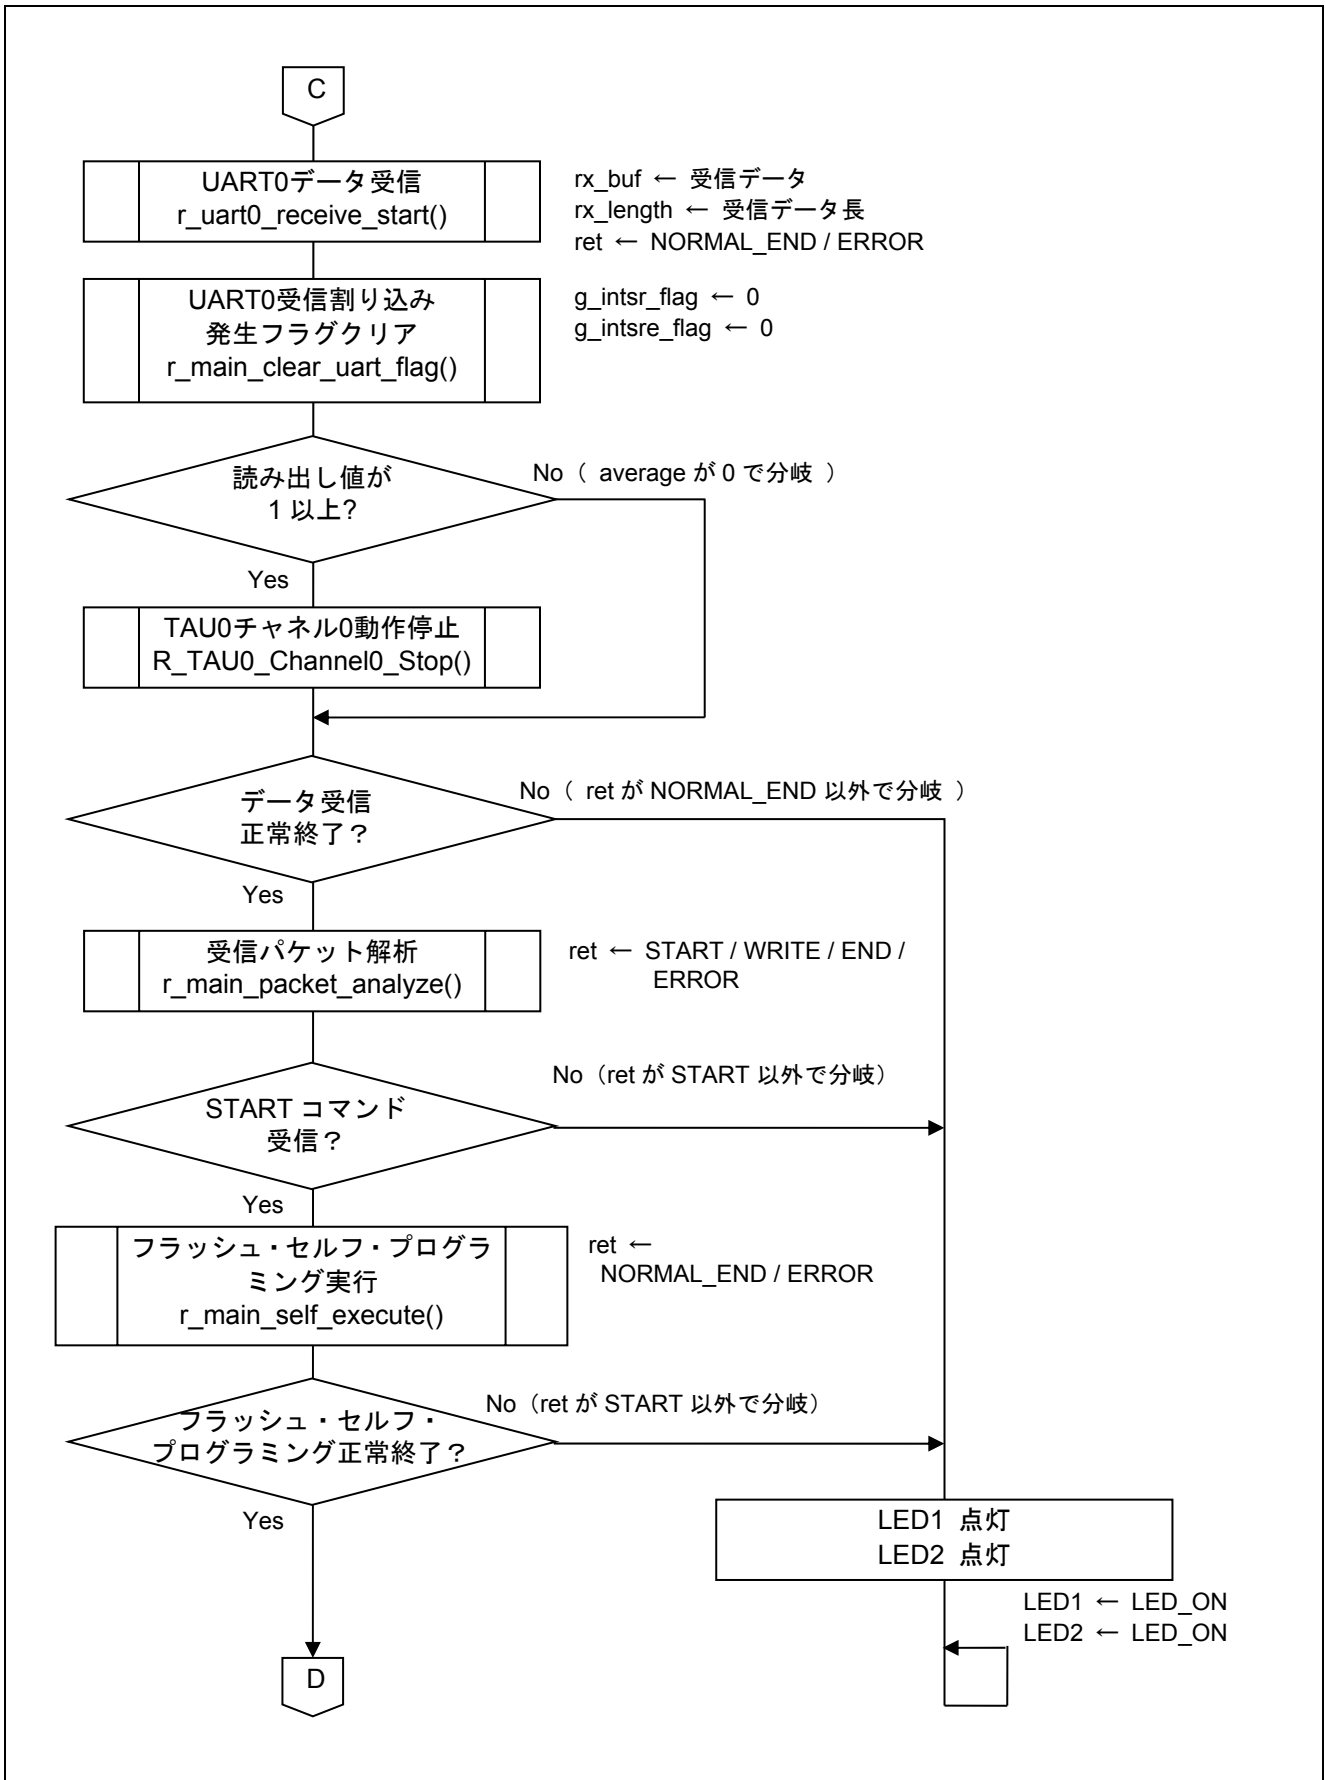 C
UART0データ受信
r_uart0_receive_start()
rx_buf ← 受信データ
rx_length ← 受信データ長
ret ← NORMAL_END / ERROR
UART0受信割り込み
発生フラグクリア
r_main_clear_uart_flag()
g_intsr_flag ← 0
g_intsre_flag ← 0
読み出し値が
1 以上?
No（ average が 0 で分岐 ）
Yes
TAU0チャネル0動作停止
R_TAU0_Channel0_Stop()
データ受信
正常終了？
No（ ret が NORMAL_END 以外で分岐 ）
Yes
受信パケット解析
r_main_packet_analyze()
ret ← START / WRITE / END /
ERROR
START コマンド
受信？
No（ret が START 以外で分岐）
Yes
フラッシュ・セルフ・プログラ
ミング実行
r_main_self_execute()
ret ←
NORMAL_END / ERROR
フラッシュ・セルフ・
プログラミング正常終了？
No（ret が START 以外で分岐）
Yes
LED1 点灯
LED2 点灯
LED1 ← LED_ON
LED2 ← LED_ON
D